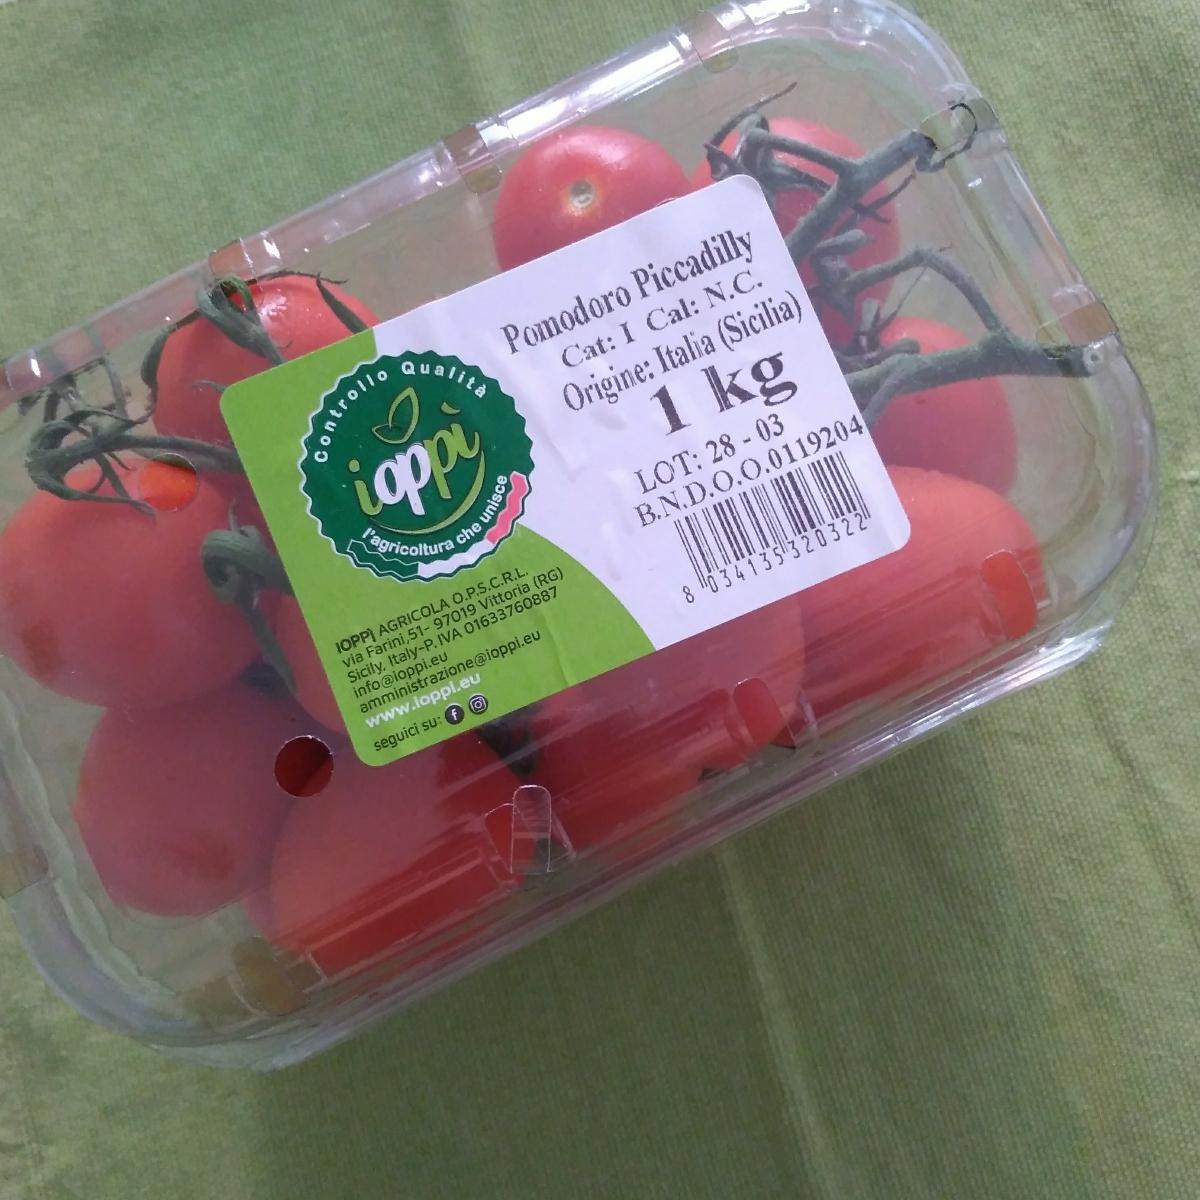 Pomodoro Piccadilly
Cat: I Cal: N.C.
Origine: Italia (Sicilia)
1 kg
LOT: 28 - 03
B.N.D.O.O.0119204
8 034135 320322
Controllo Qualità
ioppì
l'agricoltura che unisce
IOPPÌ AGRICOLA O.P.S.C.R.L.
via Farini,51- 97019 Vittoria (RG)
Sicily, Italy-P. IVA 01633760887
info@ioppi.eu
amministrazione@ioppi.eu
www.ioppi.eu
seguici su: